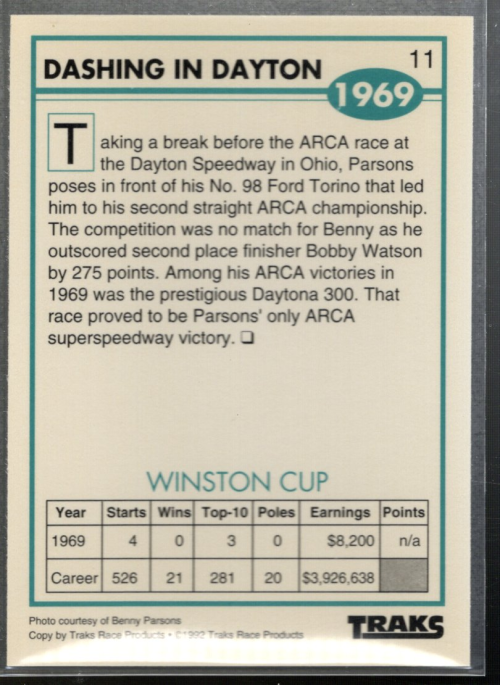 DASHING IN DAYTON
11
1969
Taking a break before the ARCA race at
the Dayton Speedway in Ohio, Parsons
poses in front of his No. 98 Ford Torino that led
him to his second straight ARCA championship.
The competition was no match for Benny as he
outscored second place finisher Bobby Watson
by 275 points. Among his ARCA victories in
1969 was the prestigious Daytona 300. That
race proved to be Parsons' only ARCA
superspeedway victory. ❑
WINSTON CUP
Year Starts Wins Top-10 Poles Earnings Points
1969 4 0 3 0 $8,200 n/a
Career 526 21 281 20 $3,926,638
Photo courtesy of Benny Parsons
Copy by Traks Race Products • ©1992 Traks Race Products
TRAKS